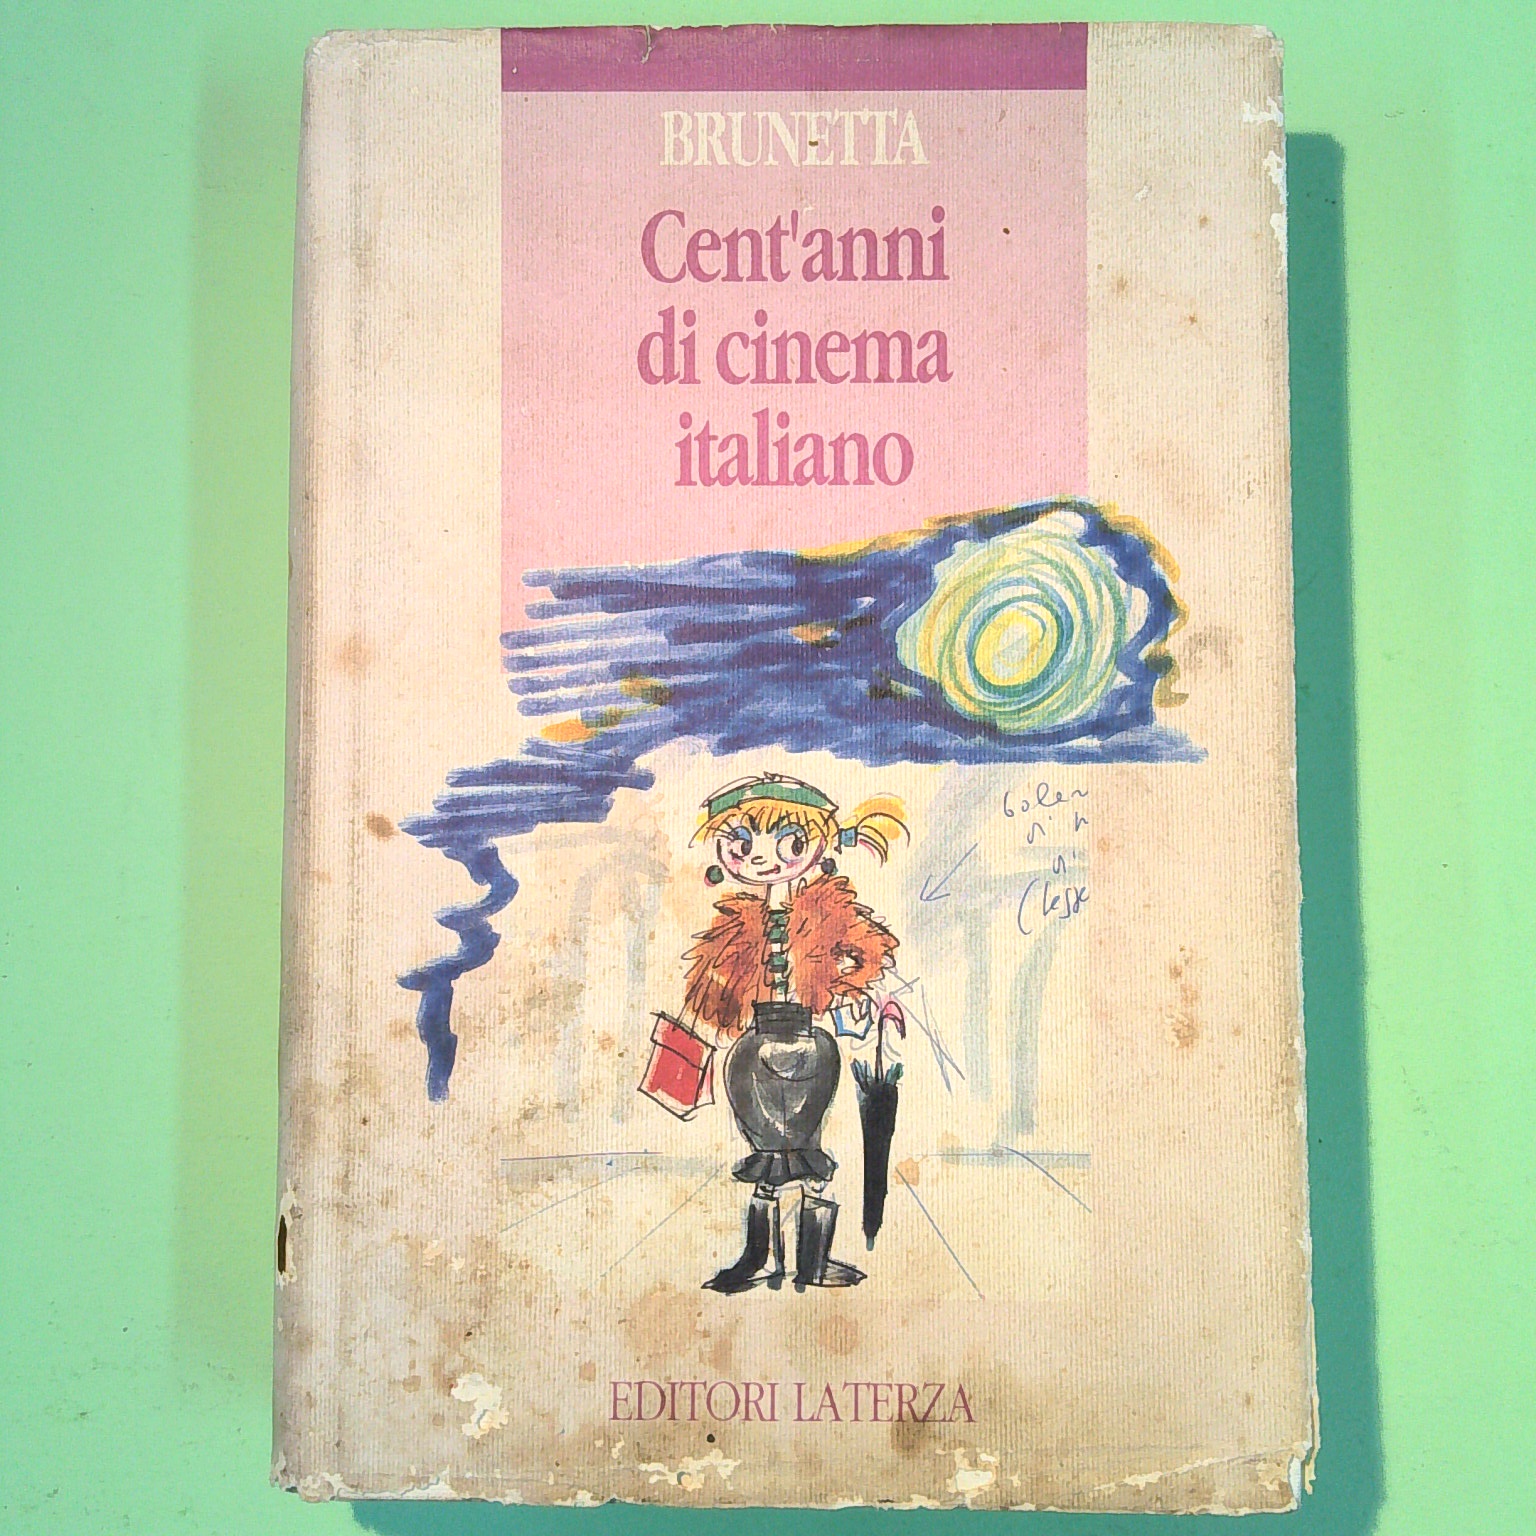 BRUNETTA
Cent'anni
di cinema
italiano
EDITORI LATERZA